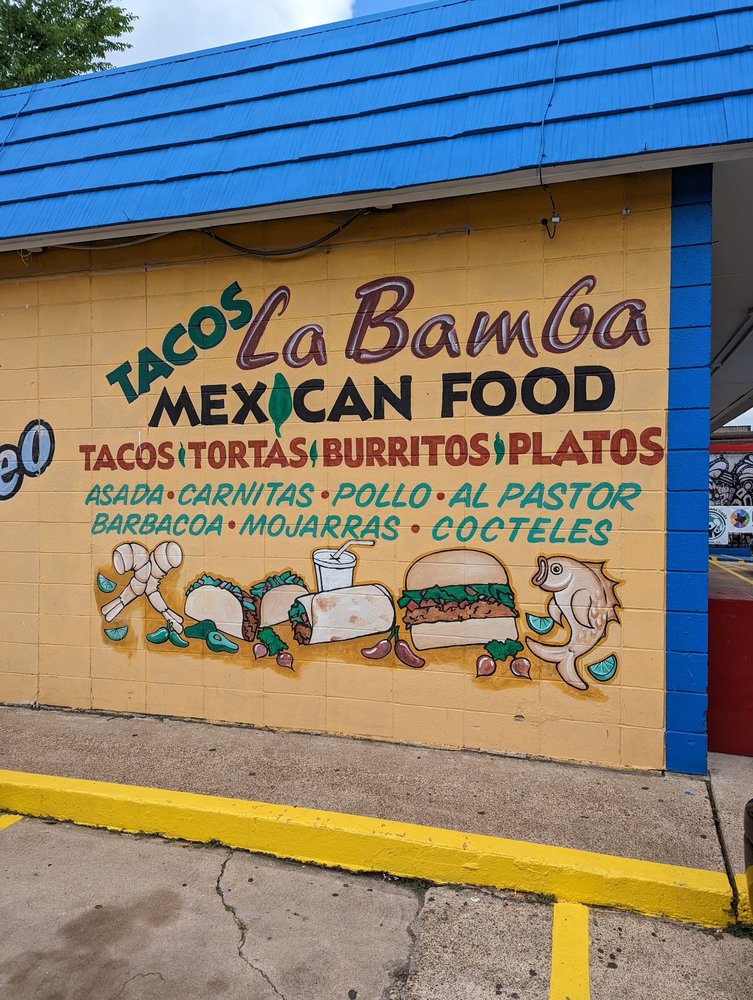 TACOS La Bamba
MEXICAN FOOD
TACOS TORTAS BURRITOS PLATOS
ASADA • CARNITAS • POLLO • AL PASTOR
BARBACOA • MOJARRAS • COCTELES